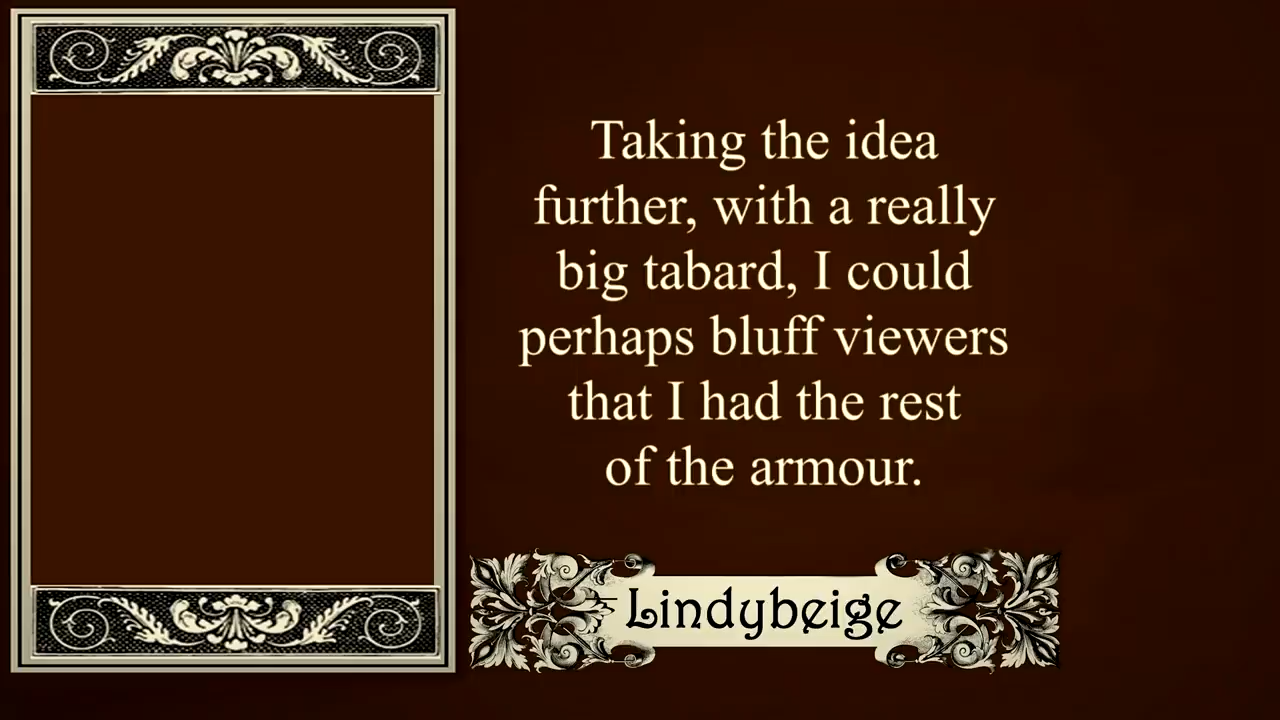 Taking the idea
further, with a really
big tabard, I could
perhaps bluff viewers
that I had the rest
of the armour.
Lindybeige